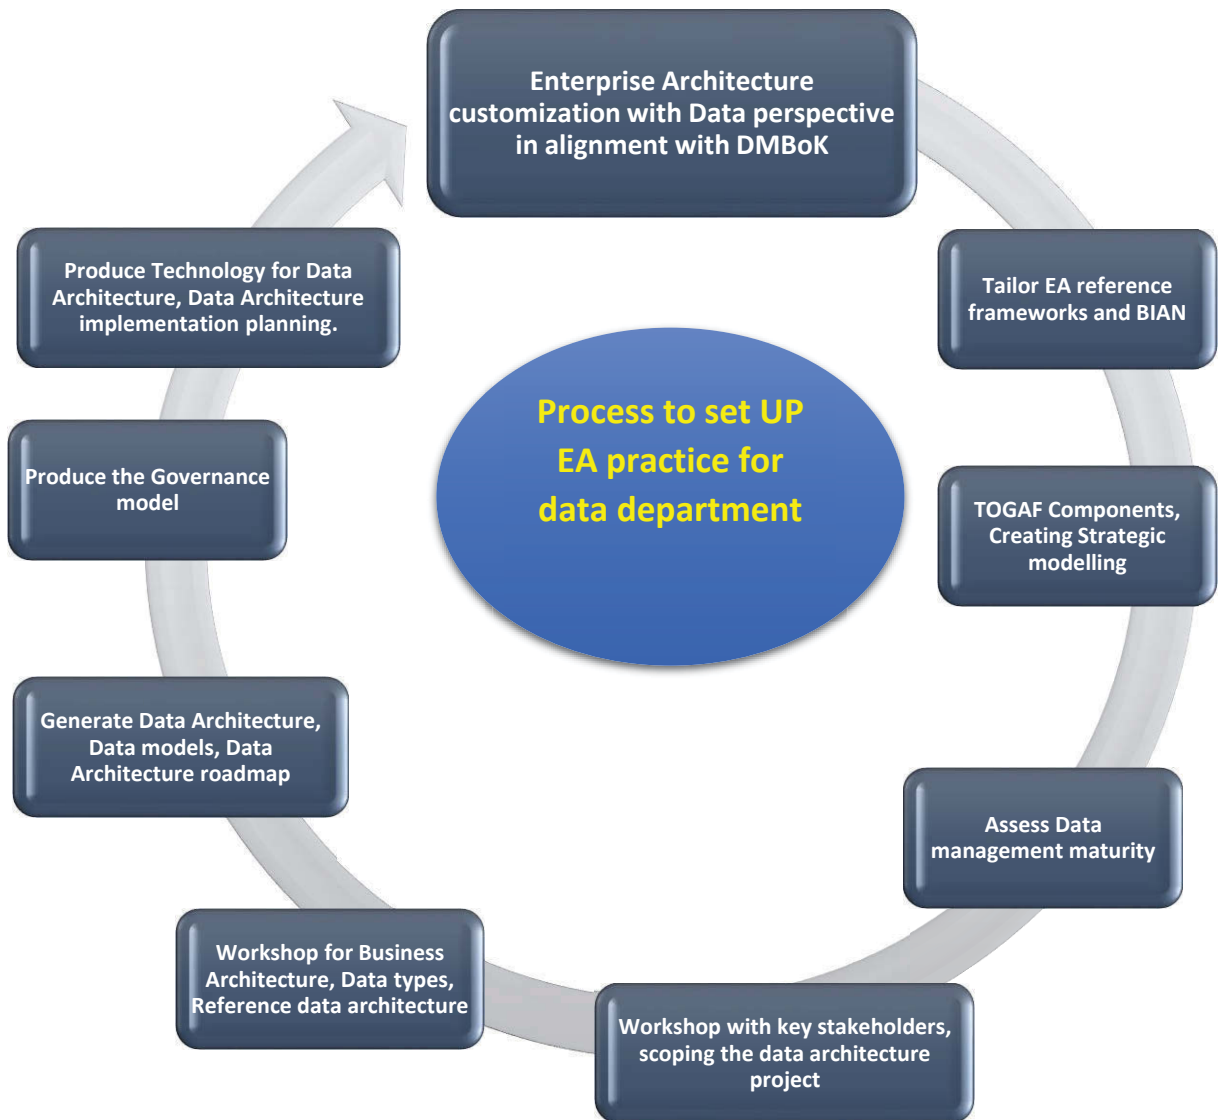 Enterprise Architecture
customization with Data perspective
in alignment with DMBoK
Tailor EA reference
frameworks and BIAN
TOGAF Components,
Creating Strategic
modelling
Assess Data
management maturity
Workshop with key stakeholders,
scoping the data architecture
project
Workshop for Business
Architecture, Data types,
Reference data architecture
Generate Data Architecture,
Data models, Data
Architecture roadmap
Produce the Governance
model
Produce Technology for Data
Architecture, Data Architecture
implementation planning.
Process to set UP
EA practice for
data department